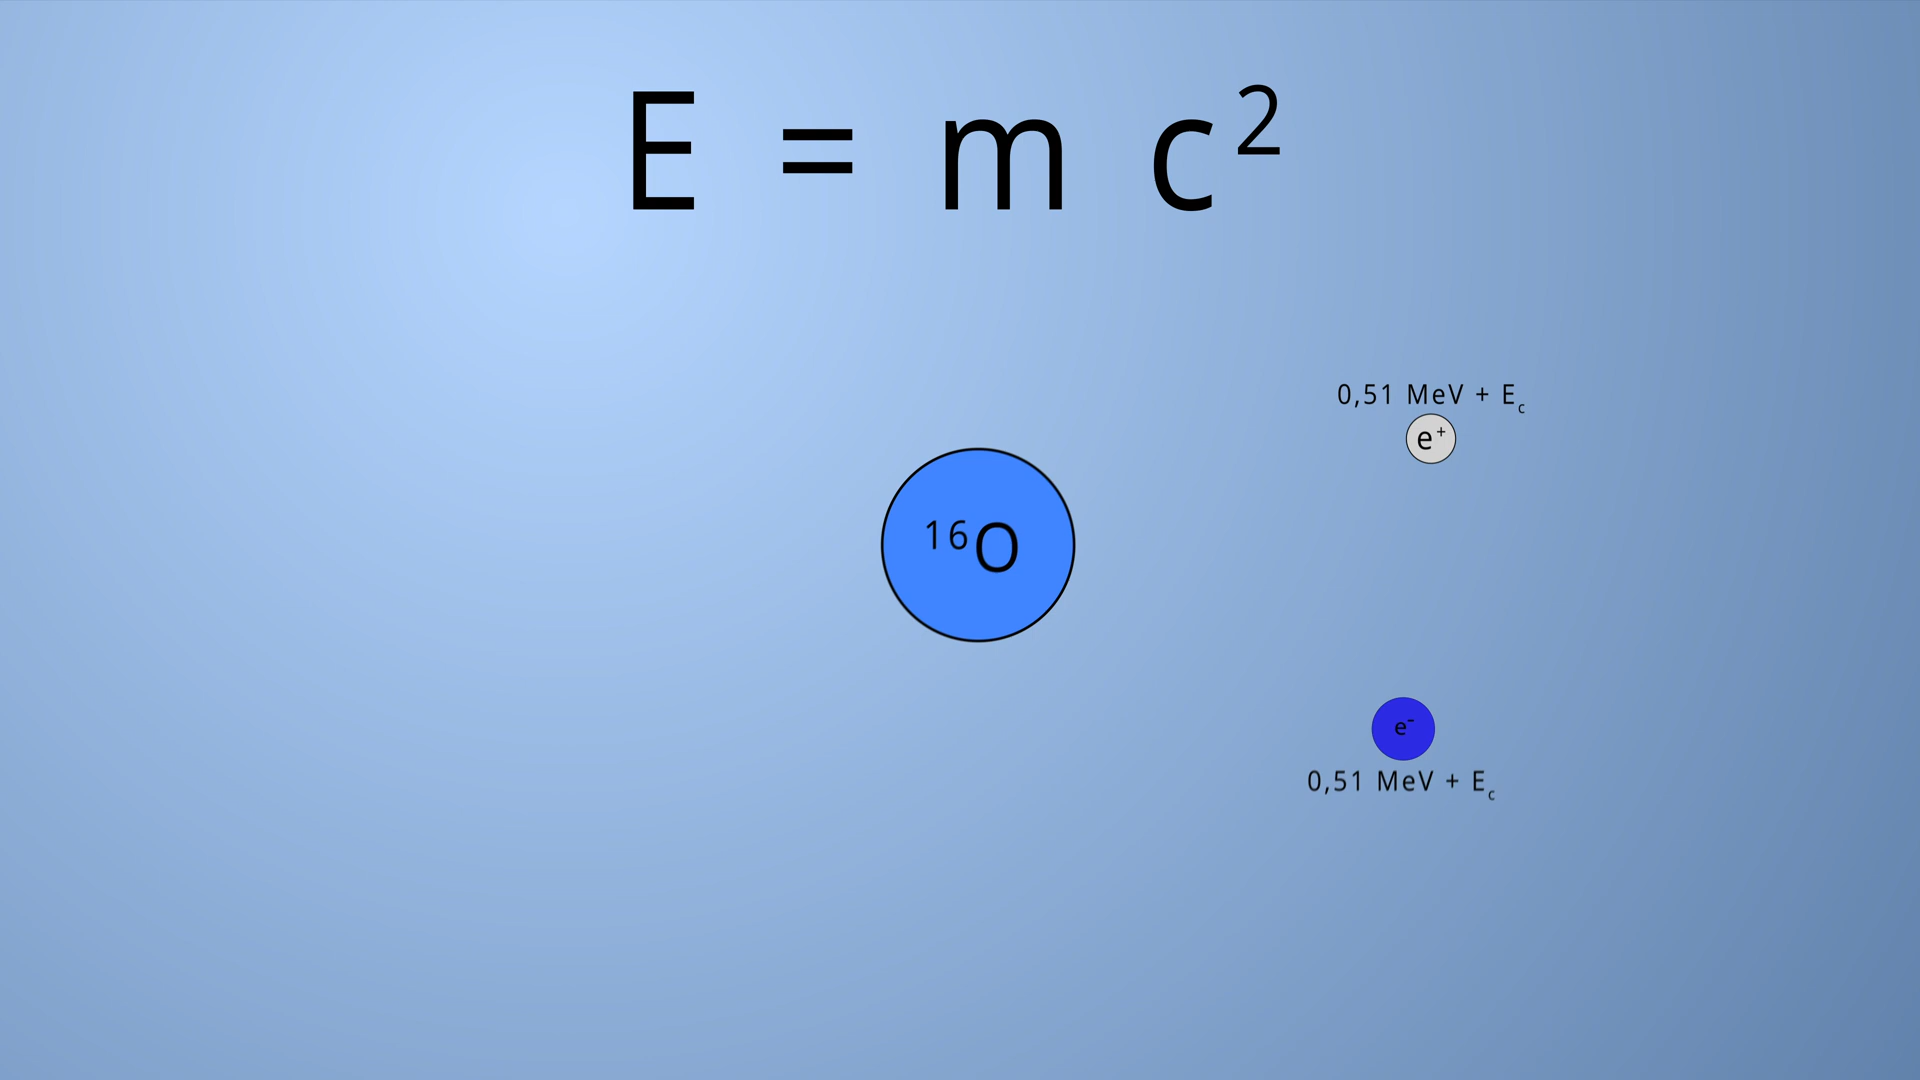 E = m c²
0,51 MeV + E꜀
e⁺
¹⁶O
e⁻
0,51 MeV + E꜀